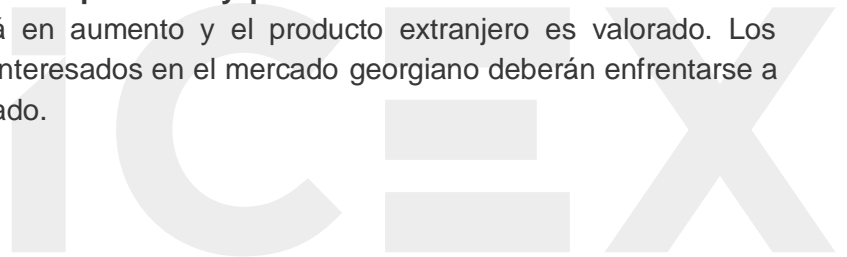 á en aumento y el producto extranjero es valorado. Los
nteresados en el mercado georgiano deberán enfrentarse a
ado.
iCEX